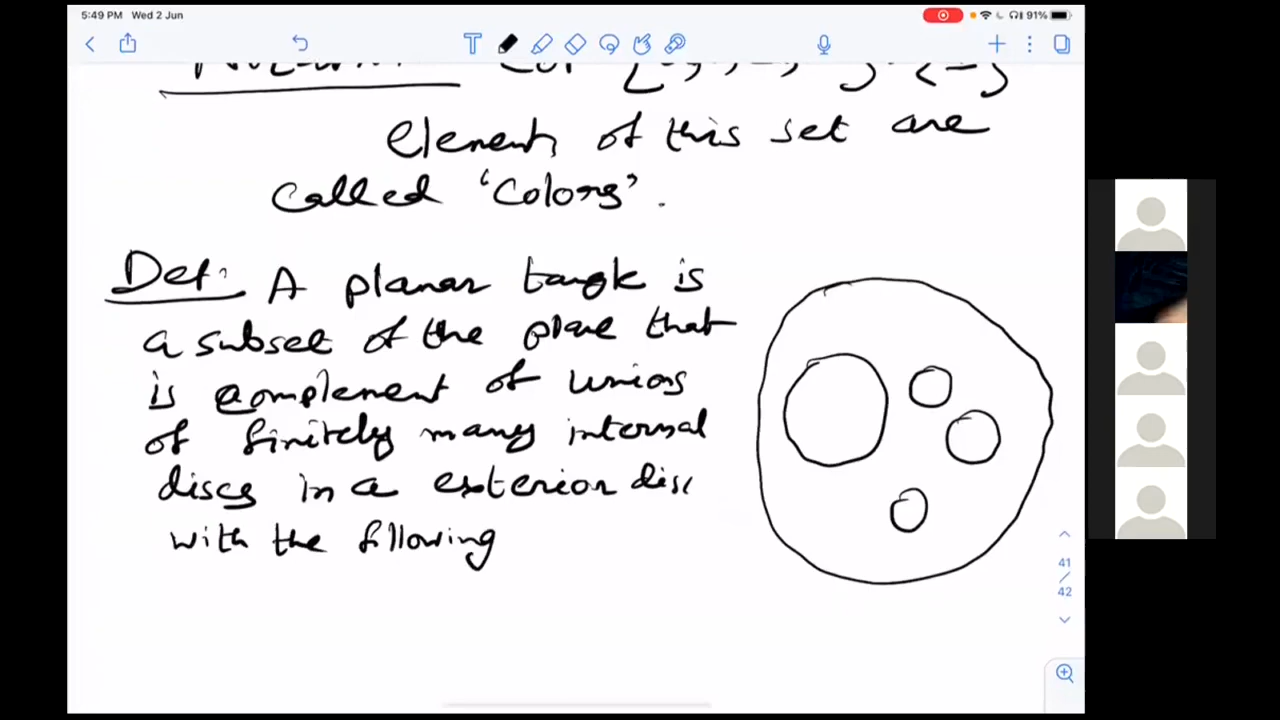 5:49 PM Wed 2 Jun
91%
Elements of this set are
called 'Colors'.
Def: A planar tangle is
a subset of the plane that
is complement of unions
of finitely many internal
discs in a exterior disc
with the following
41
/
42